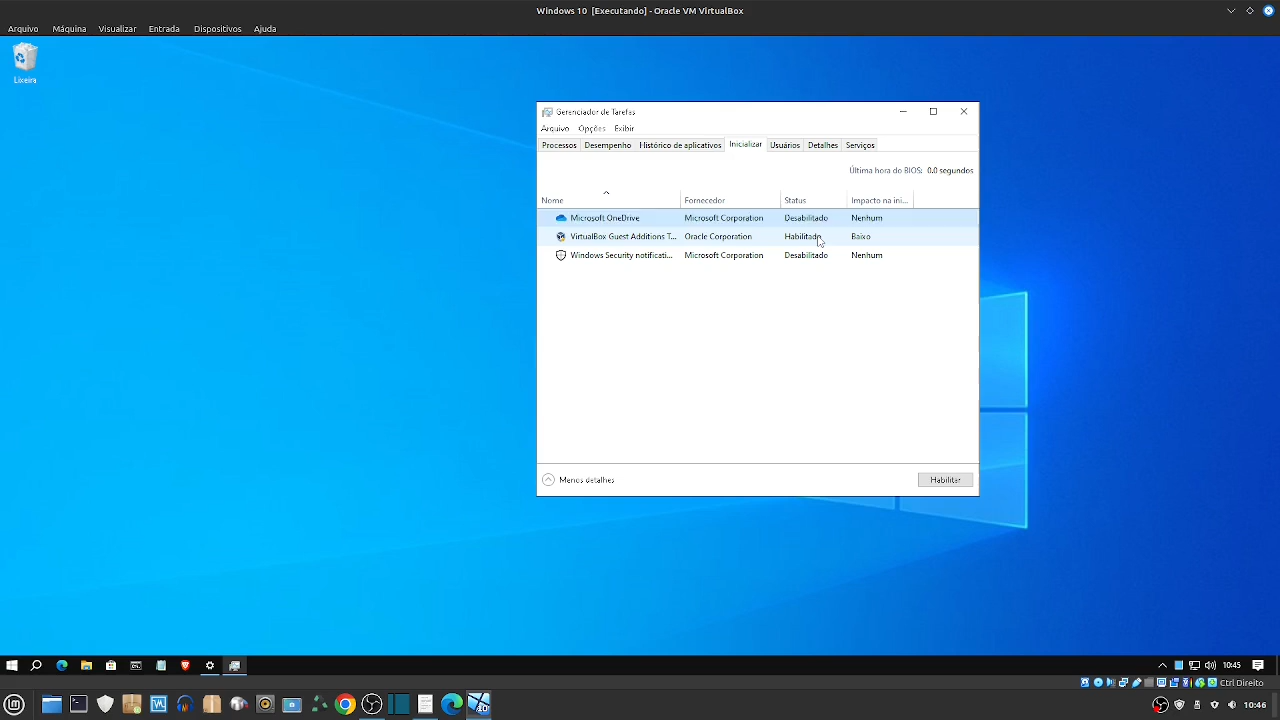 Windows 10 [Executando] - Oracle VM VirtualBox
Arquivo Máquina Visualizar Entrada Dispositivos Ajuda
Lixeira
Gerenciador de Tarefas
Arquivo Opções Exibir
Processos Desempenho Histórico de aplicativos Inicializar Usuários Detalhes Serviços
Última hora do BIOS: 0.0 segundos
Nome Fornecedor Status Impacto na ini...
Microsoft OneDrive Microsoft Corporation Desabilitado Nenhum
VirtualBox Guest Additions T... Oracle Corporation Habilitado Baixo
Windows Security notificati... Microsoft Corporation Desabilitado Nenhum
Menos detalhes Habilitar
10:45
Ctrl Direito
10:46